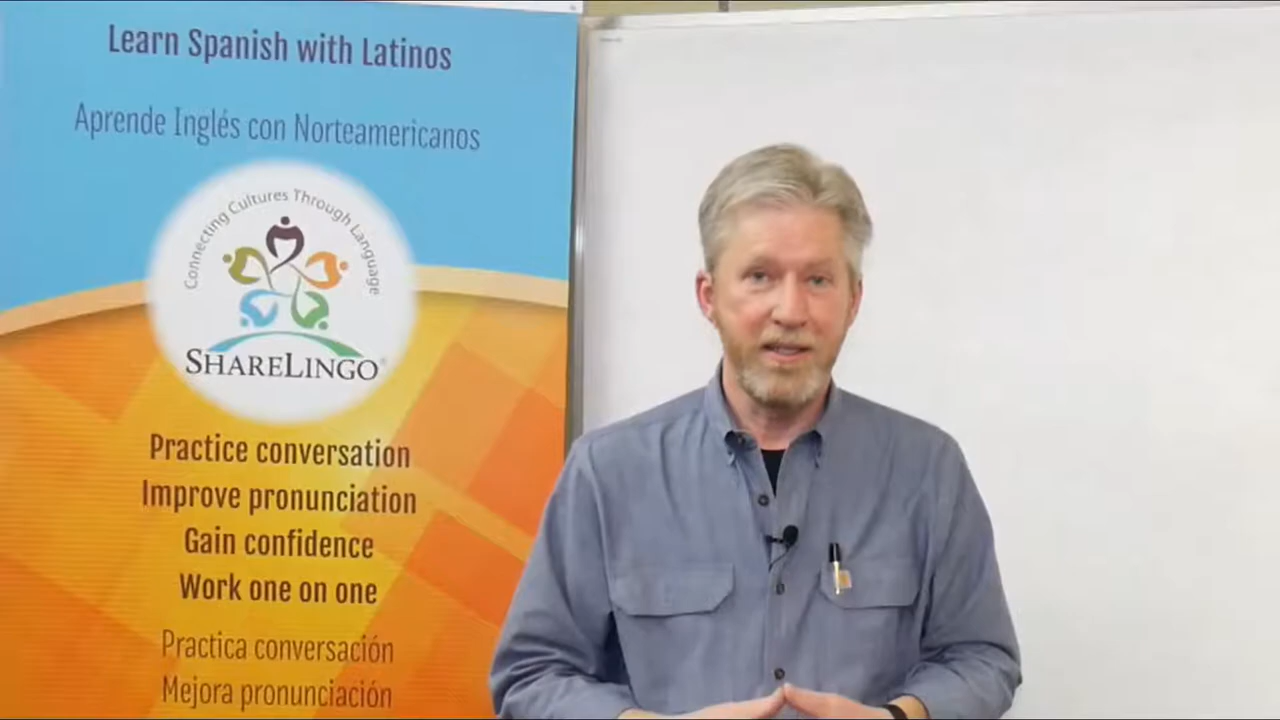 Learn Spanish with Latinos
Aprende Inglés con Norteamericanos
Connecting Cultures Through Language
SHARELINGO®
Practice conversation
Improve pronunciation
Gain confidence
Work one on one
Practica conversación
Mejora pronunciación